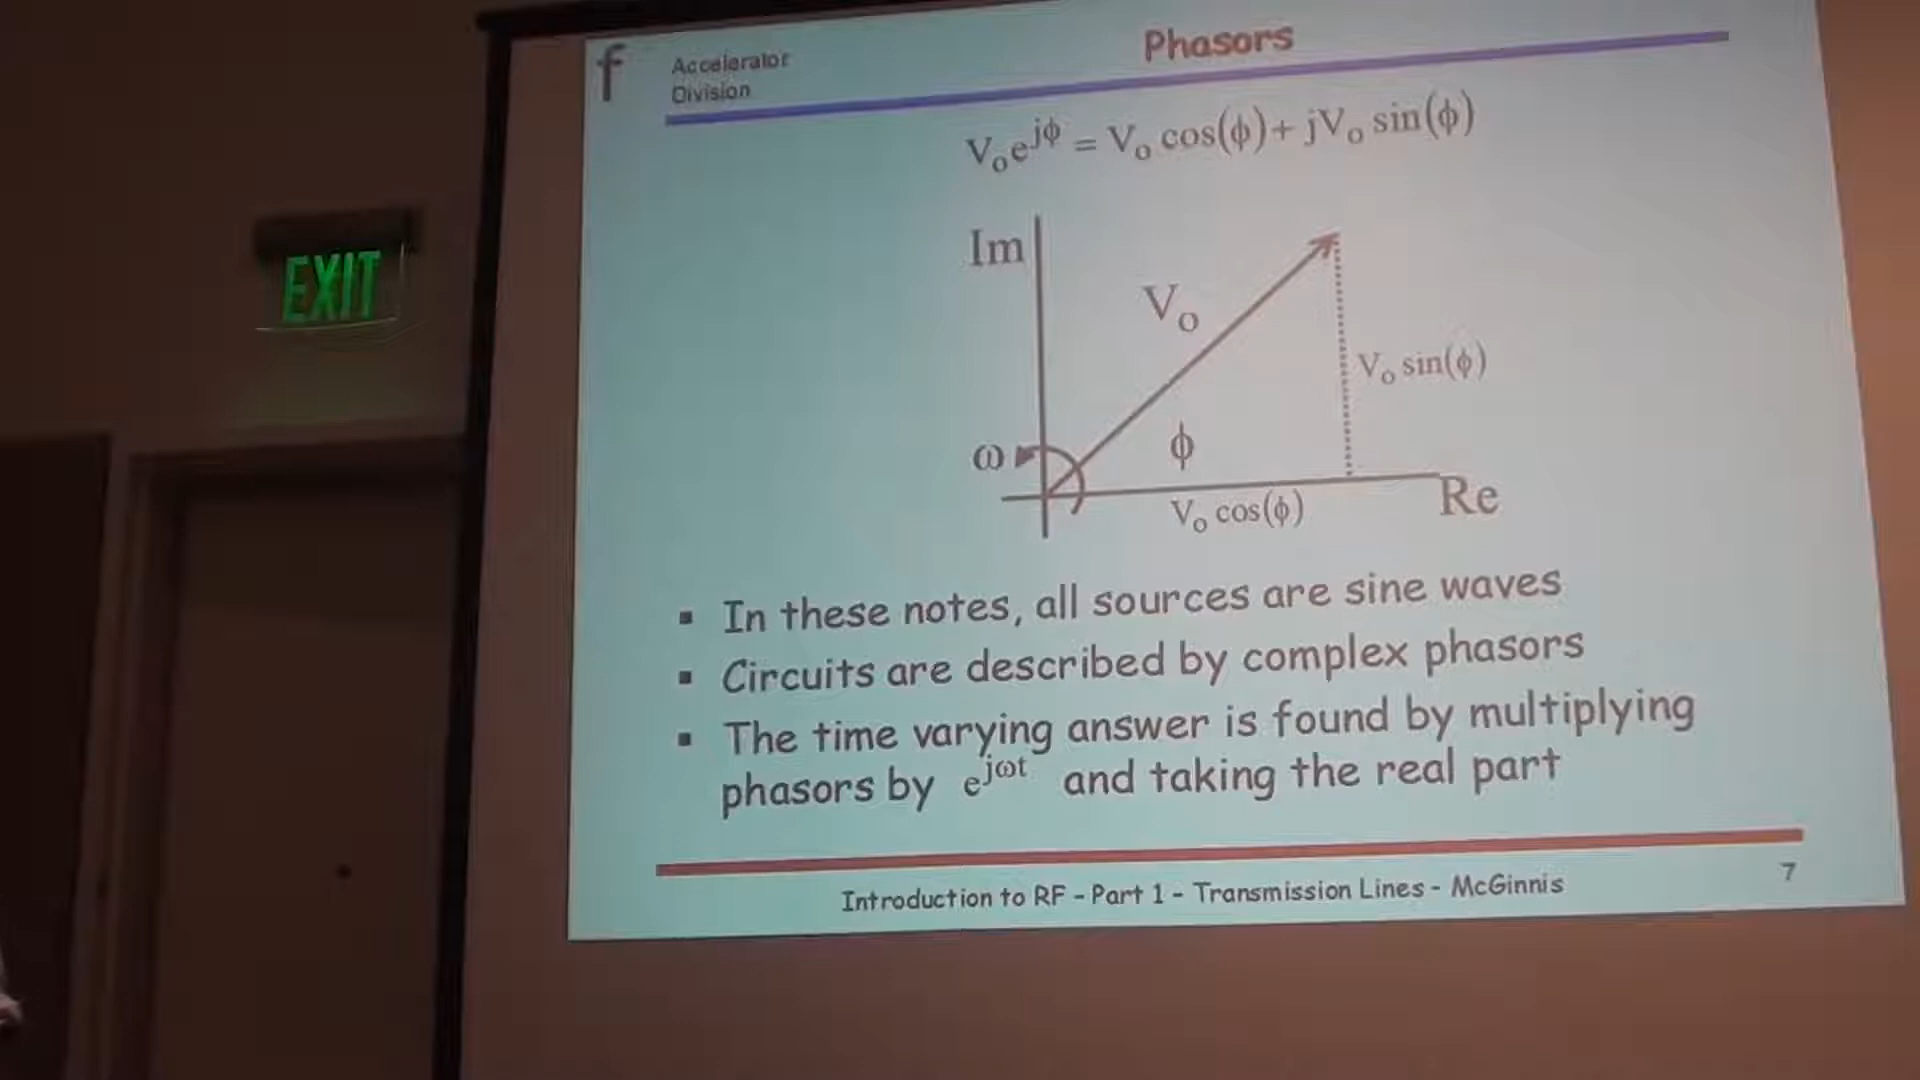 f
Accelerator
Division
Phasors
V₀e^jϕ = V₀ cos(ϕ) + jV₀ sin(ϕ)
EXIT
Im
V₀
V₀ sin(ϕ)
ω
ϕ
V₀ cos(ϕ)
Re
▪ In these notes, all sources are sine waves
▪ Circuits are described by complex phasors
▪ The time varying answer is found by multiplying
phasors by e^jωt and taking the real part
Introduction to RF - Part 1 - Transmission Lines - McGinnis
7